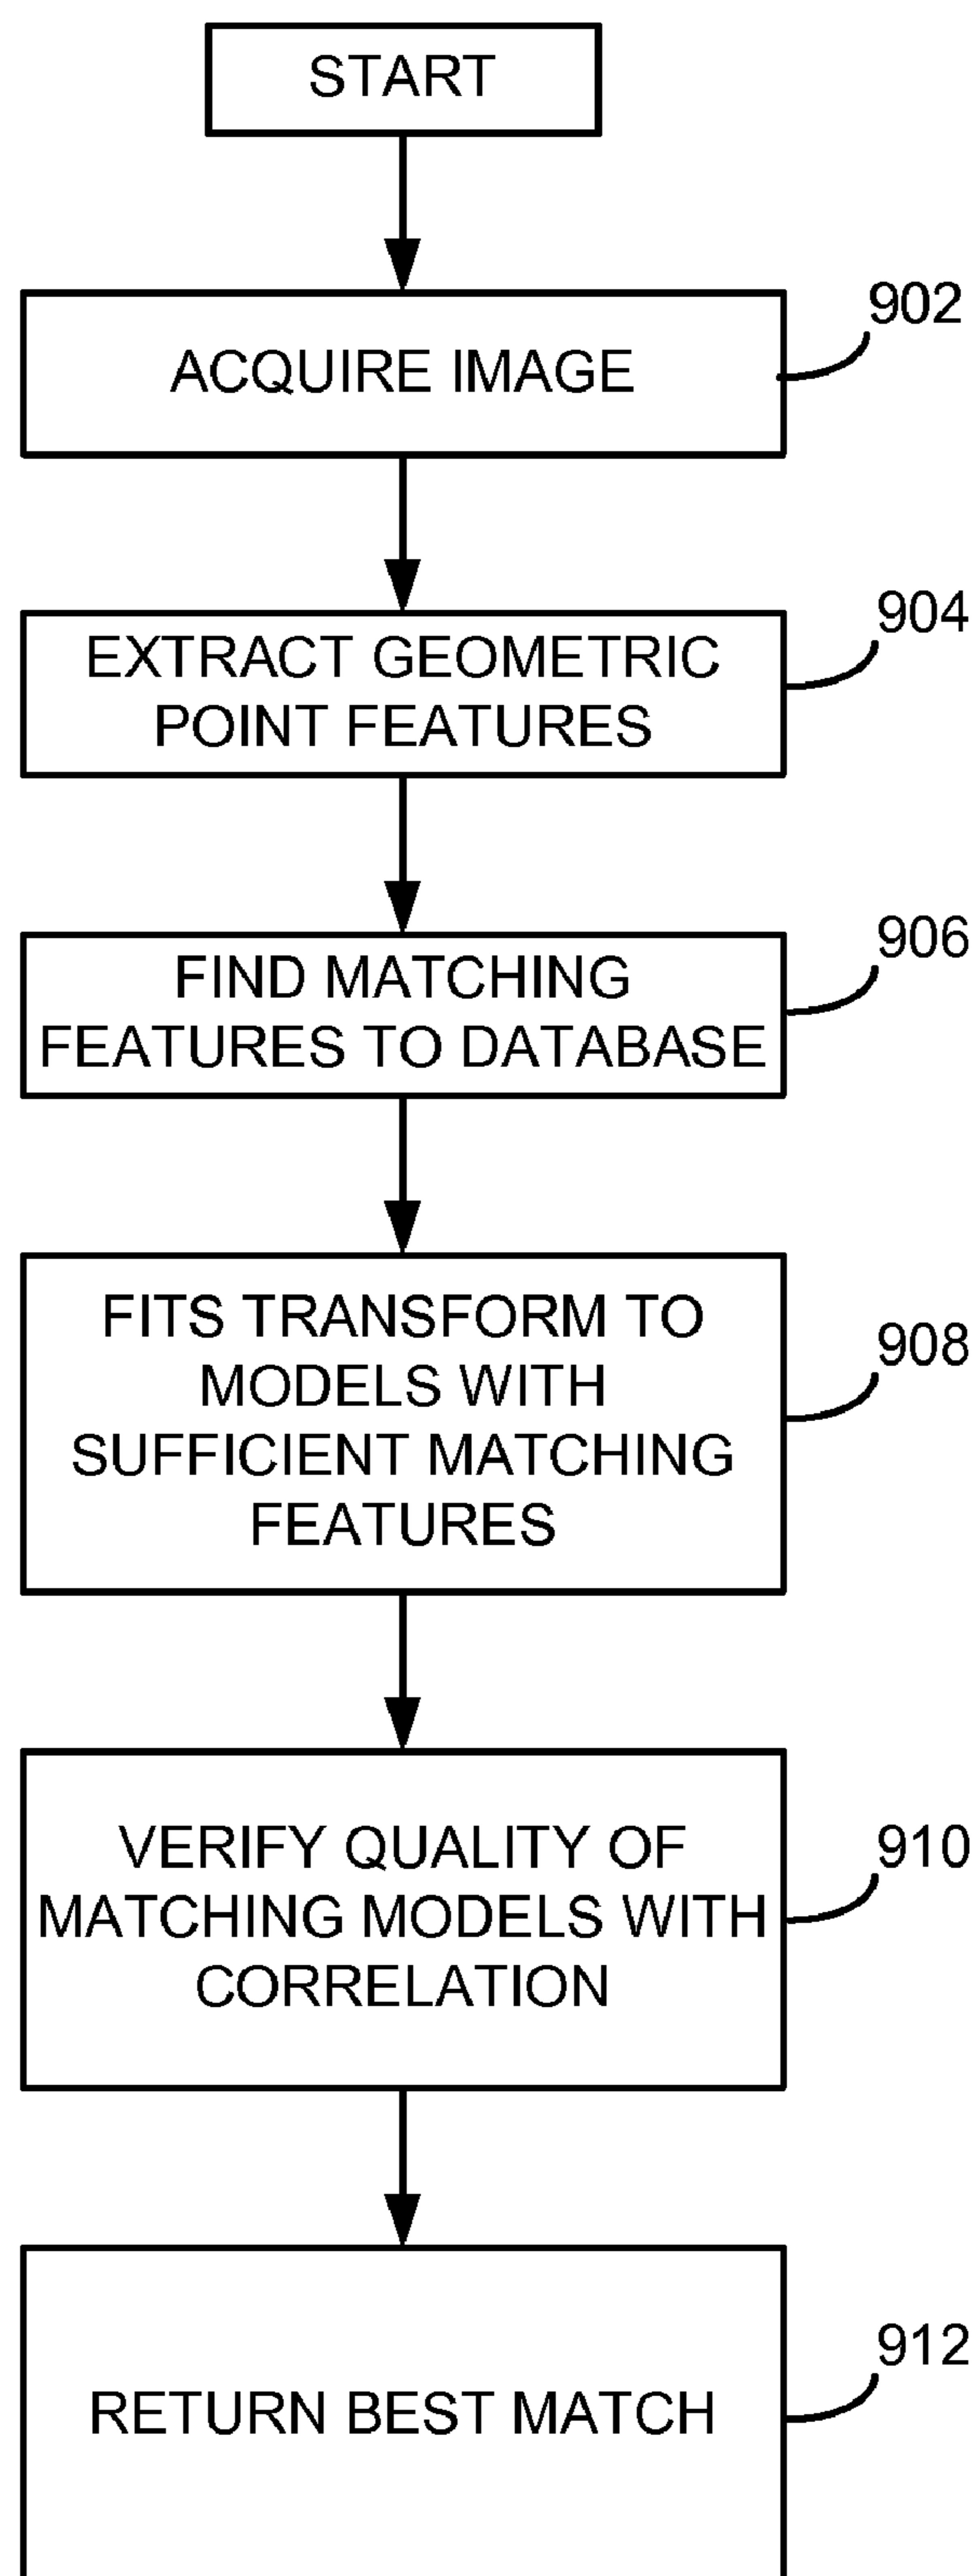 START
902
ACQUIRE IMAGE
904
EXTRACT GEOMETRIC
POINT FEATURES
906
FIND MATCHING
FEATURES TO DATABASE
908
FITS TRANSFORM TO
MODELS WITH
SUFFICIENT MATCHING
FEATURES
910
VERIFY QUALITY OF
MATCHING MODELS WITH
CORRELATION
912
RETURN BEST MATCH